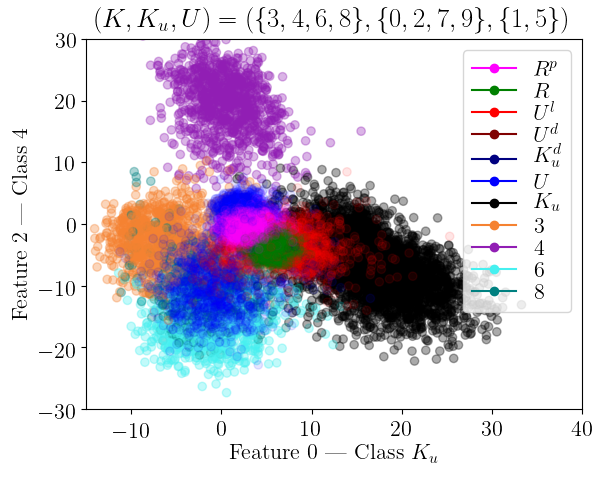 (K, K_u, U) = ({3, 4, 6, 8}, {0, 2, 7, 9}, {1, 5})
30
20
10
0
−10
−20
−30
Feature 2 — Class 4
R^p
R
U^l
U^d
K_u^d
U
K_u
3
4
6
8
−10 0 10 20 30 40
Feature 0 — Class K_u